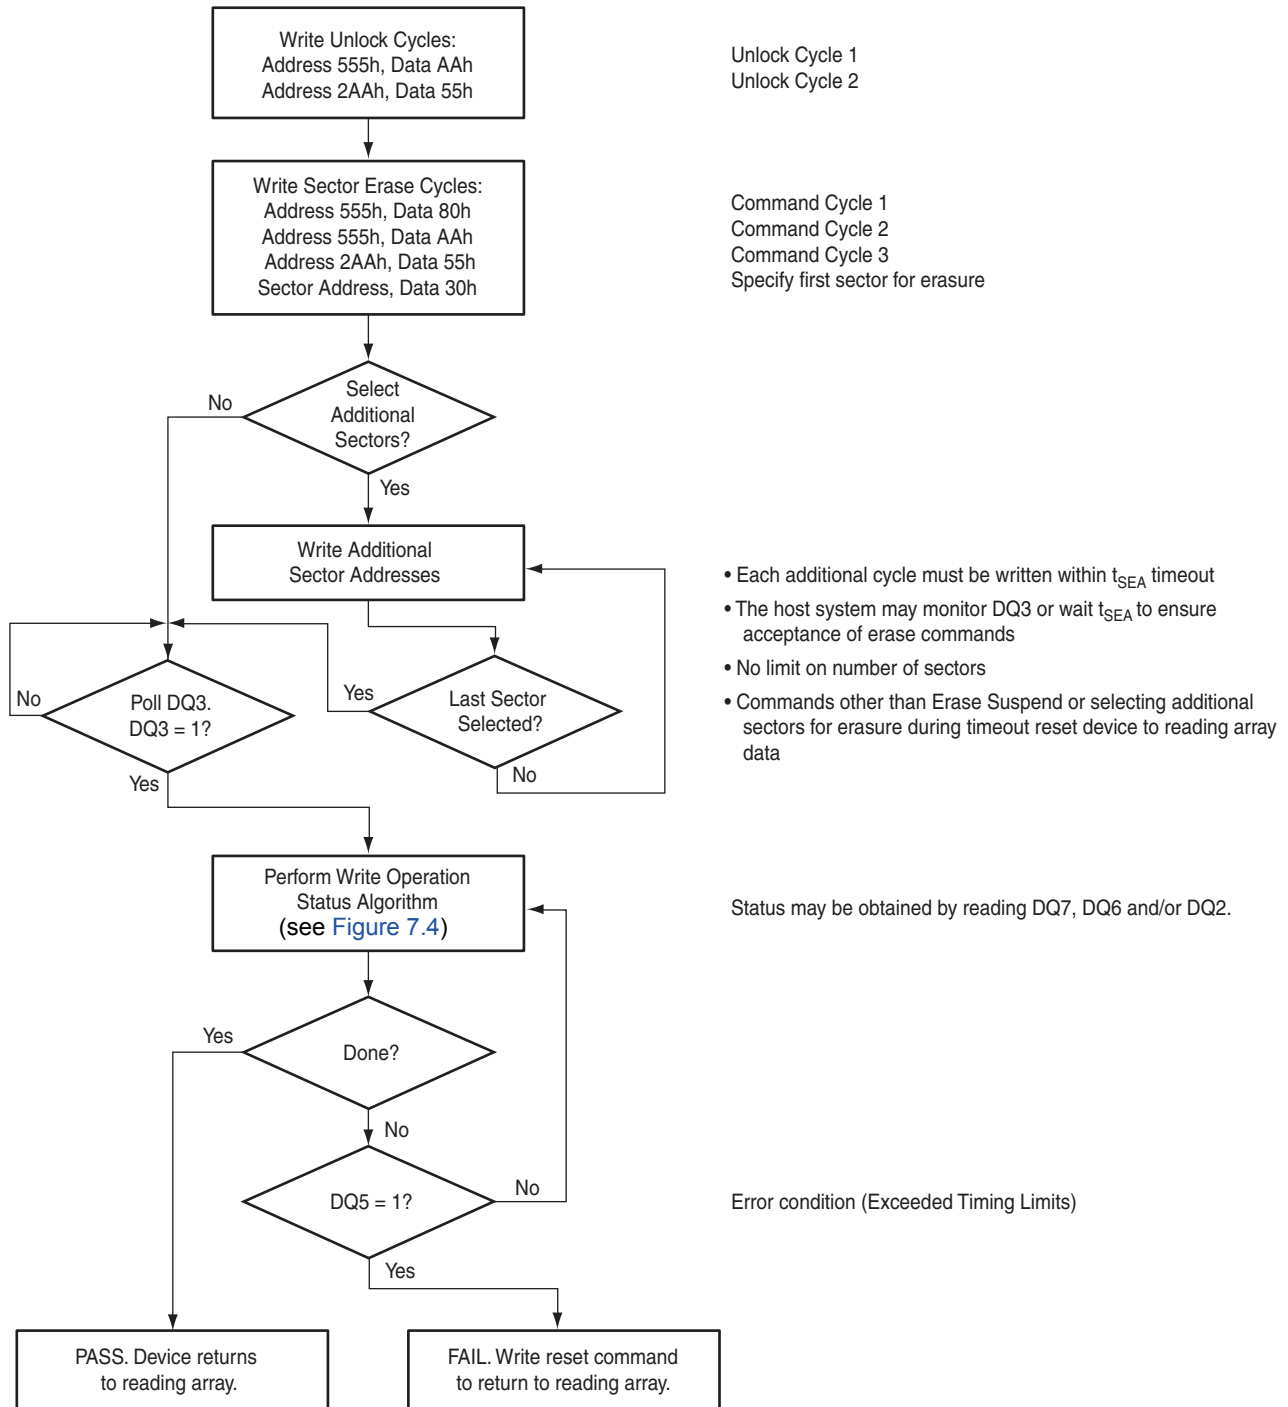 Write Unlock Cycles:
Address 555h, Data AAh
Address 2AAh, Data 55h
Unlock Cycle 1
Unlock Cycle 2
Write Sector Erase Cycles:
Address 555h, Data 80h
Address 555h, Data AAh
Address 2AAh, Data 55h
Sector Address, Data 30h
Command Cycle 1
Command Cycle 2
Command Cycle 3
Specify first sector for erasure
Select
Additional
Sectors?
No
Yes
Write Additional
Sector Addresses
• Each additional cycle must be written within tSEA timeout
• The host system may monitor DQ3 or wait tSEA to ensure
acceptance of erase commands
• No limit on number of sectors
• Commands other than Erase Suspend or selecting additional
sectors for erasure during timeout reset device to reading array
data
No
Poll DQ3.
DQ3 = 1?
Yes
Yes
Last Sector
Selected?
No
Perform Write Operation
Status Algorithm
(see Figure 7.4)
Status may be obtained by reading DQ7, DQ6 and/or DQ2.
Yes
Done?
No
DQ5 = 1?
No
Yes
Error condition (Exceeded Timing Limits)
PASS. Device returns
to reading array.
FAIL. Write reset command
to return to reading array.